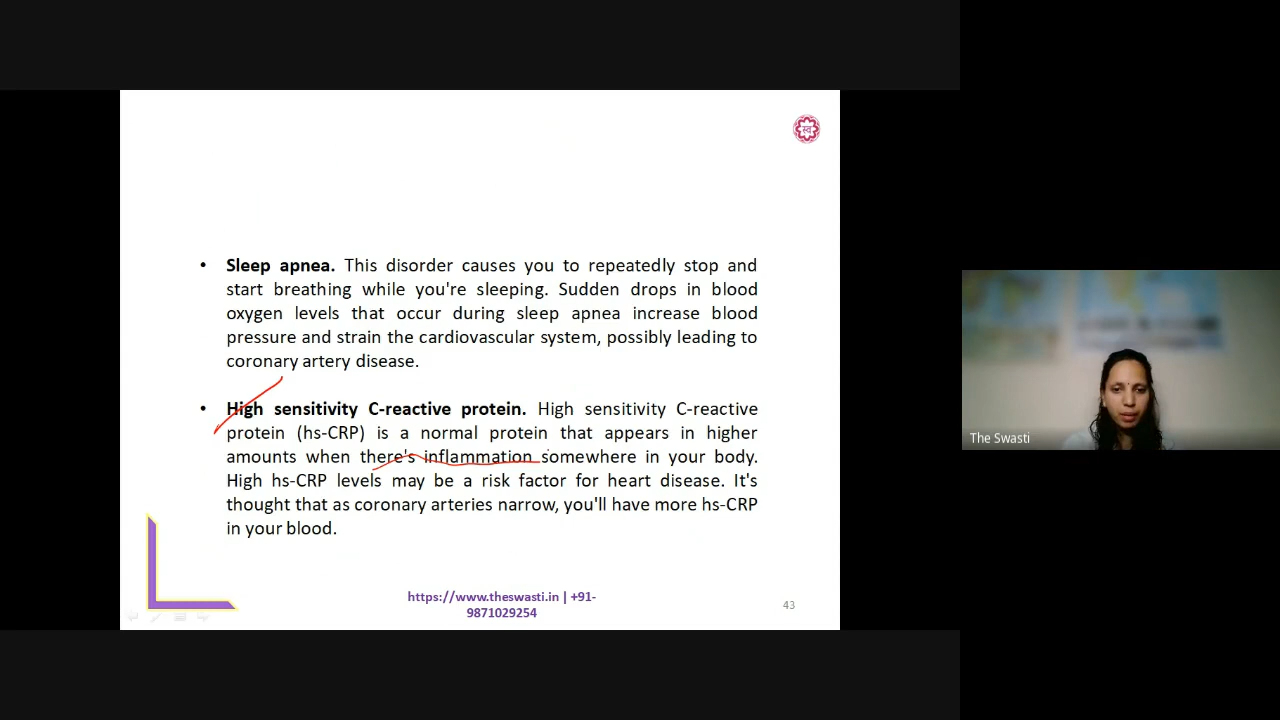 स्व
• Sleep apnea. This disorder causes you to repeatedly stop and
start breathing while you're sleeping. Sudden drops in blood
oxygen levels that occur during sleep apnea increase blood
pressure and strain the cardiovascular system, possibly leading to
coronary artery disease.
• High sensitivity C-reactive protein. High sensitivity C-reactive
protein (hs-CRP) is a normal protein that appears in higher
amounts when there's inflammation somewhere in your body.
High hs-CRP levels may be a risk factor for heart disease. It's
thought that as coronary arteries narrow, you'll have more hs-CRP
in your blood.
https://www.theswasti.in | +91-
9871029254
43
The Swasti